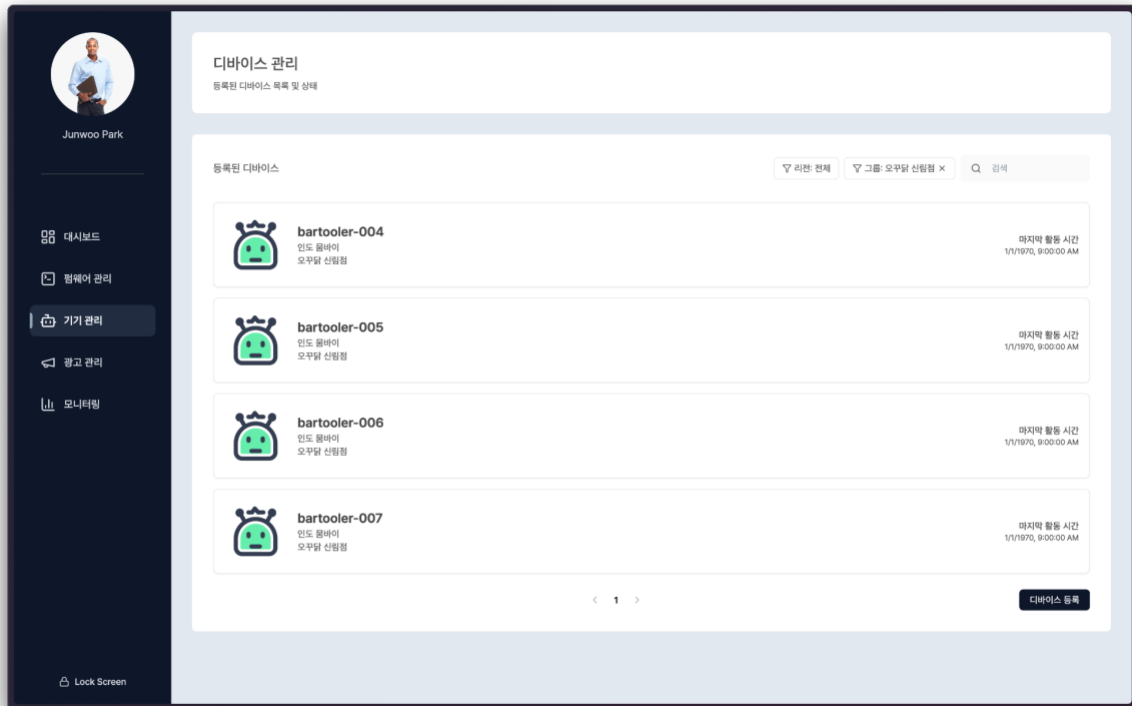 Junwoo Park
대시보드
펌웨어 관리
기기 관리
광고 관리
모니터링
Lock Screen
디바이스 관리
등록된 디바이스 목록 및 상태
등록된 디바이스
리전: 전체
그룹: 오꾸닭 신림점 ×
검색
bartooler-004
인도 뭄바이
오꾸닭 신림점
마지막 활동 시간
1/1/1970, 9:00:00 AM
bartooler-005
인도 뭄바이
오꾸닭 신림점
마지막 활동 시간
1/1/1970, 9:00:00 AM
bartooler-006
인도 뭄바이
오꾸닭 신림점
마지막 활동 시간
1/1/1970, 9:00:00 AM
bartooler-007
인도 뭄바이
오꾸닭 신림점
마지막 활동 시간
1/1/1970, 9:00:00 AM
< 1 >
디바이스 등록